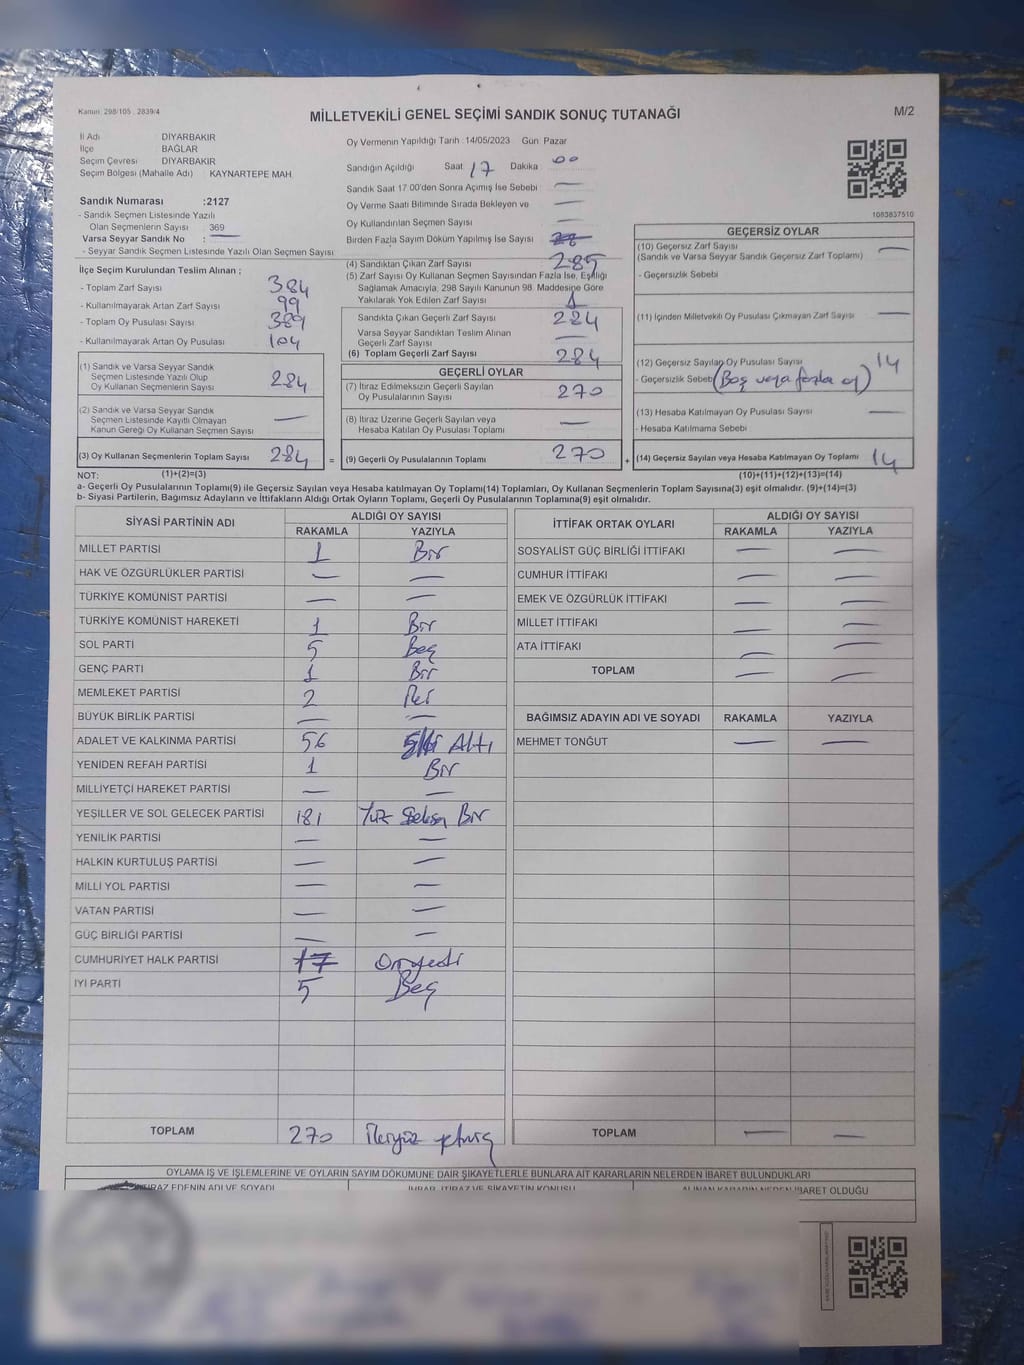 Kanun: 298/105 . 2839/4
MİLLETVEKİLİ GENEL SEÇİMİ SANDIK SONUÇ TUTANAĞI
M/2
İl Adı DİYARBAKIR
İlçe BAĞLAR
Seçim Çevresi DİYARBAKIR
Seçim Bölgesi (Mahalle Adı) KAYNARTEPE MAH.
Sandık Numarası :2127
- Sandık Seçmen Listesinde Yazılı
Olan Seçmenlerin Sayısı 369
Varsa Seyyar Sandık No : —
- Seyyar Sandık Seçmen Listesinde Yazılı Olan Seçmen Sayısı
Oy Vermenin Yapıldığı Tarih : 14/05/2023 Gün: Pazar
Sandığın Açıldığı Saat 17 Dakika 00
Sandık Saat 17:00'den Sonra Açılmış İse Sebebi —
Oy Verme Saati Bitiminde Sırada Bekleyen ve —
Oy Kullandırılan Seçmen Sayısı —
Birden Fazla Sayım Döküm Yapılmış İse Sayısı
1083837510
İlçe Seçim Kurulundan Teslim Alınan ;
- Toplam Zarf Sayısı 384
- Kullanılmayarak Artan Zarf Sayısı 99
- Toplam Oy Pusulası Sayısı 389
- Kullanılmayarak Artan Oy Pusulası 104
(1) Sandık ve Varsa Seyyar Sandık
Seçmen Listesinde Yazılı Olup
Oy Kullanan Seçmenlerin Sayısı 284
(2) Sandık ve Varsa Seyyar Sandık
Seçmen Listesinde Kayıtlı Olmayan
Kanun Gereği Oy Kullanan Seçmen Sayısı —
(3) Oy Kullanan Seçmenlerin Toplam Sayısı 284 =
(4) Sandıktan Çıkan Zarf Sayısı 285
(5) Zarf Sayısı Oy Kullanan Seçmen Sayısından Fazla İse, Eşitliği
Sağlamak Amacıyla, 298 Sayılı Kanunun 98. Maddesine Göre
Yakılarak Yok Edilen Zarf Sayısı 1
Sandıkta Çıkan Geçerli Zarf Sayısı 284
Varsa Seyyar Sandıktan Teslim Alınan
Geçerli Zarf Sayısı —
(6) Toplam Geçerli Zarf Sayısı 284
GEÇERLİ OYLAR
(7) İtiraz Edilmeksizin Geçerli Sayılan
Oy Pusulalarının Sayısı 270
(8) İtiraz Üzerine Geçerli Sayılan veya
Hesaba Katılan Oy Pusulası Toplamı —
(9) Geçerli Oy Pusulalarının Toplamı 270 +
GEÇERSİZ OYLAR
(10) Geçersiz Zarf Sayısı —
(Sandık ve Varsa Seyyar Sandık Geçersiz Zarf Toplamı)
- Geçersizlik Sebebi
(11) İçinden Milletvekili Oy Pusulası Çıkmayan Zarf Sayısı —
(12) Geçersiz Sayılan Oy Pusulası Sayısı 14
- Geçersizlik Sebebi (Boş veya fazla oy)
(13) Hesaba Katılmayan Oy Pusulası Sayısı —
- Hesaba Katılmama Sebebi
(14) Geçersiz Sayılan veya Hesaba Katılmayan Oy Toplamı 14
NOT: (1)+(2)=(3) (10)+(11)+(12)+(13)=(14)
a- Geçerli Oy Pusulalarının Toplamı(9) ile Geçersiz Sayılan veya Hesaba katılmayan Oy Toplamı(14) Toplamları, Oy Kullanan Seçmenlerin Toplam Sayısına(3) eşit olmalıdır. (9)+(14)=(3)
b- Siyasi Partilerin, Bağımsız Adayların ve İttifakların Aldığı Ortak Oyların Toplamı, Geçerli Oy Pusulalarının Toplamına(9) eşit olmalıdır.
SİYASİ PARTİNİN ADI ALDIĞI OY SAYISI
RAKAMLA YAZIYLA
MİLLET PARTİSİ 1 Bir
HAK VE ÖZGÜRLÜKLER PARTİSİ — —
TÜRKİYE KOMÜNİST PARTİSİ — —
TÜRKİYE KOMÜNİST HAREKETİ 1 Bir
SOL PARTİ 5 Beş
GENÇ PARTİ 1 Bir
MEMLEKET PARTİSİ 2 İki
BÜYÜK BİRLİK PARTİSİ — —
ADALET VE KALKINMA PARTİSİ 56 Elli Altı
YENİDEN REFAH PARTİSİ 1 Bir
MİLLİYETÇİ HAREKET PARTİSİ — —
YEŞİLLER VE SOL GELECEK PARTİSİ 181 Yüz Seksen Bir
YENİLİK PARTİSİ — —
HALKIN KURTULUŞ PARTİSİ — —
MİLLİ YOL PARTİSİ — —
VATAN PARTİSİ — —
GÜÇ BİRLİĞİ PARTİSİ — —
CUMHURİYET HALK PARTİSİ 17 Onyedi
İYİ PARTİ 5 Beş
TOPLAM 270 İkiyüz yetmiş
İTTİFAK ORTAK OYLARI ALDIĞI OY SAYISI
RAKAMLA YAZIYLA
SOSYALİST GÜÇ BİRLİĞİ İTTİFAKI — —
CUMHUR İTTİFAKI — —
EMEK VE ÖZGÜRLÜK İTTİFAKI — —
MİLLET İTTİFAKI — —
ATA İTTİFAKI — —
TOPLAM — —
BAĞIMSIZ ADAYIN ADI VE SOYADI RAKAMLA YAZIYLA
MEHMET TONĞUT — —
TOPLAM — —
OYLAMA İŞ VE İŞLEMLERİNE VE OYLARIN SAYIM DÖKÜMÜNE DAİR ŞİKAYETLERLE BUNLARA AİT KARARLARIN NELERDEN İBARET BULUNDUKLARI
İTİRAZ EDENİN ADI VE SOYADI
İHBAR, İTİRAZ VE ŞİKAYETİN KONUSU
ALINAN KARARIN NEDEN İBARET OLDUĞU